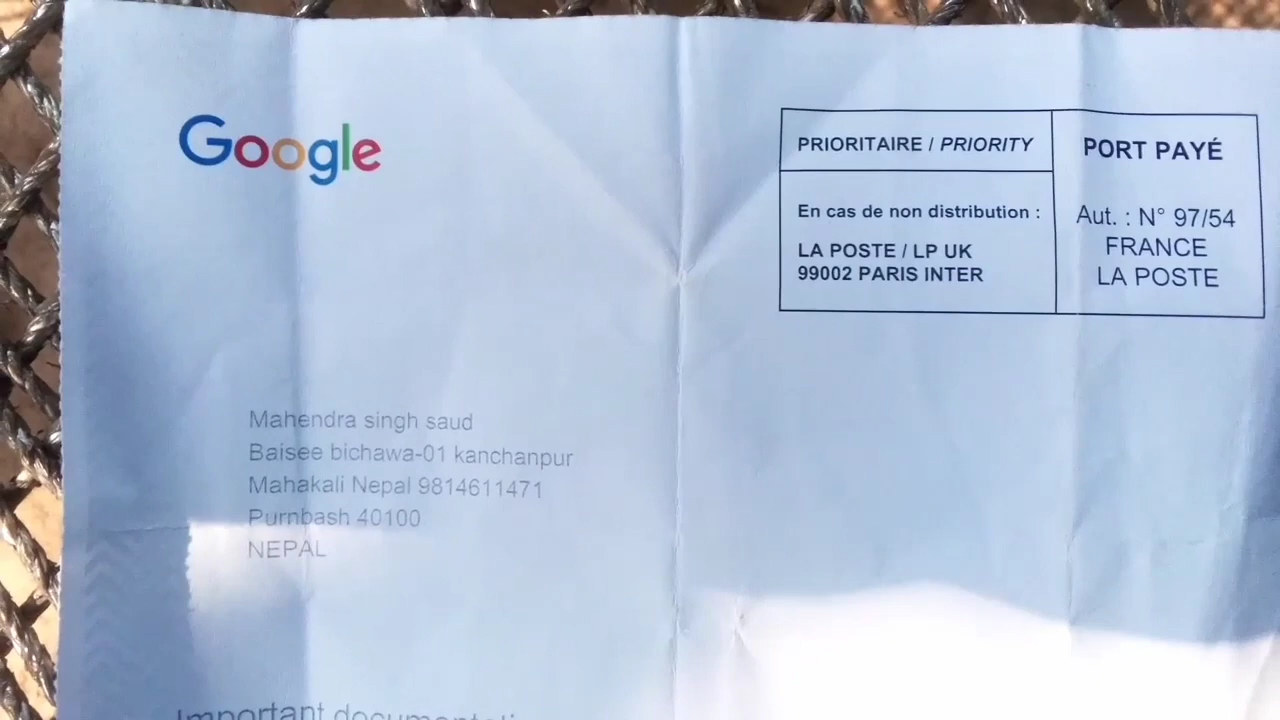 Google
PRIORITAIRE / PRIORITY
En cas de non distribution :
LA POSTE / LP UK
99002 PARIS INTER
PORT PAYÉ
Aut. : N° 97/54
FRANCE
LA POSTE
Mahendra singh saud
Baisee bichawa-01 kanchanpur
Mahakali Nepal 9814611471
Purnbash 40100
NEPAL
Important